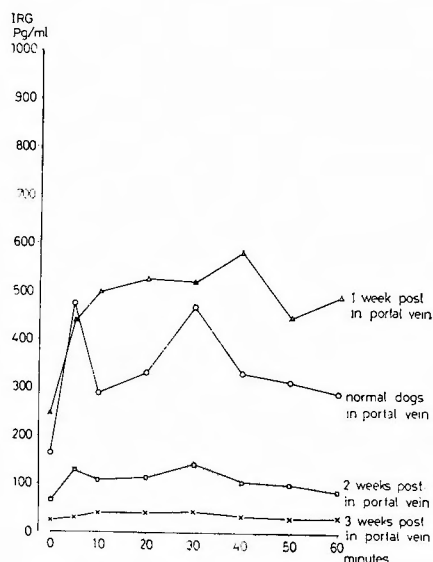 IRG
Pg/ml
1000
900
800
700
600
500
400
300
200
100
0
1 week post
in portal vein
normal dogs
in portal vein
2 weeks post
in portal vein
3 weeks post
in portal vein
0 10 20 30 40 50 60
minutes